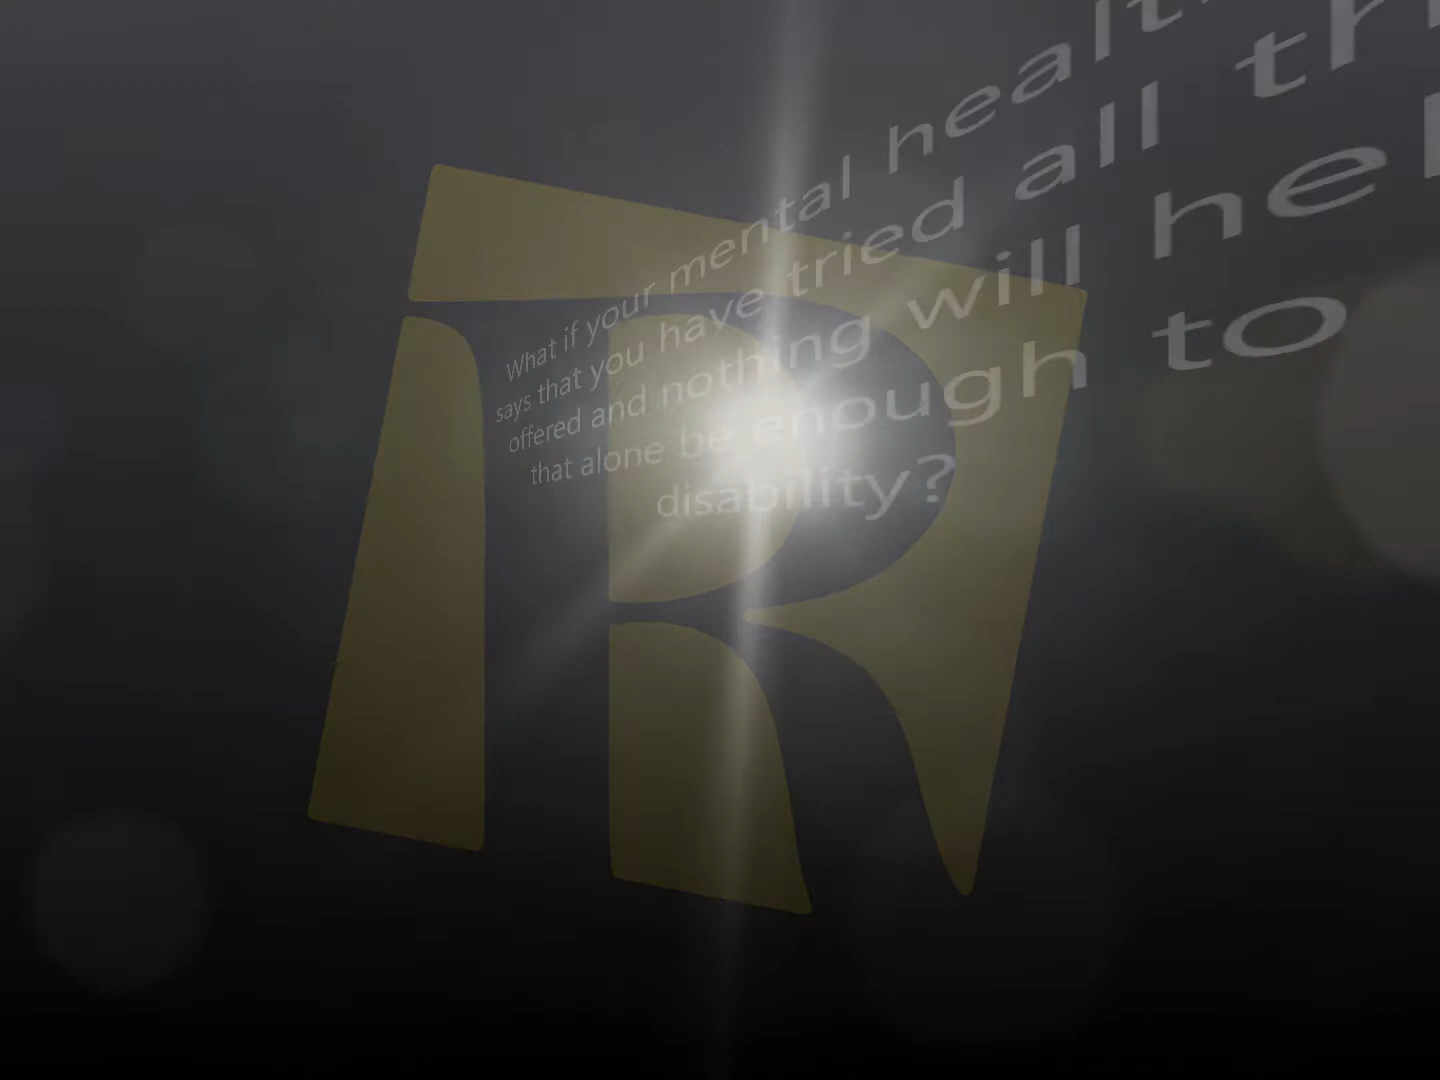 What if your mental healt
says that you have tried all th
offered and nothing will hel
that alone be enough to
disability?
R